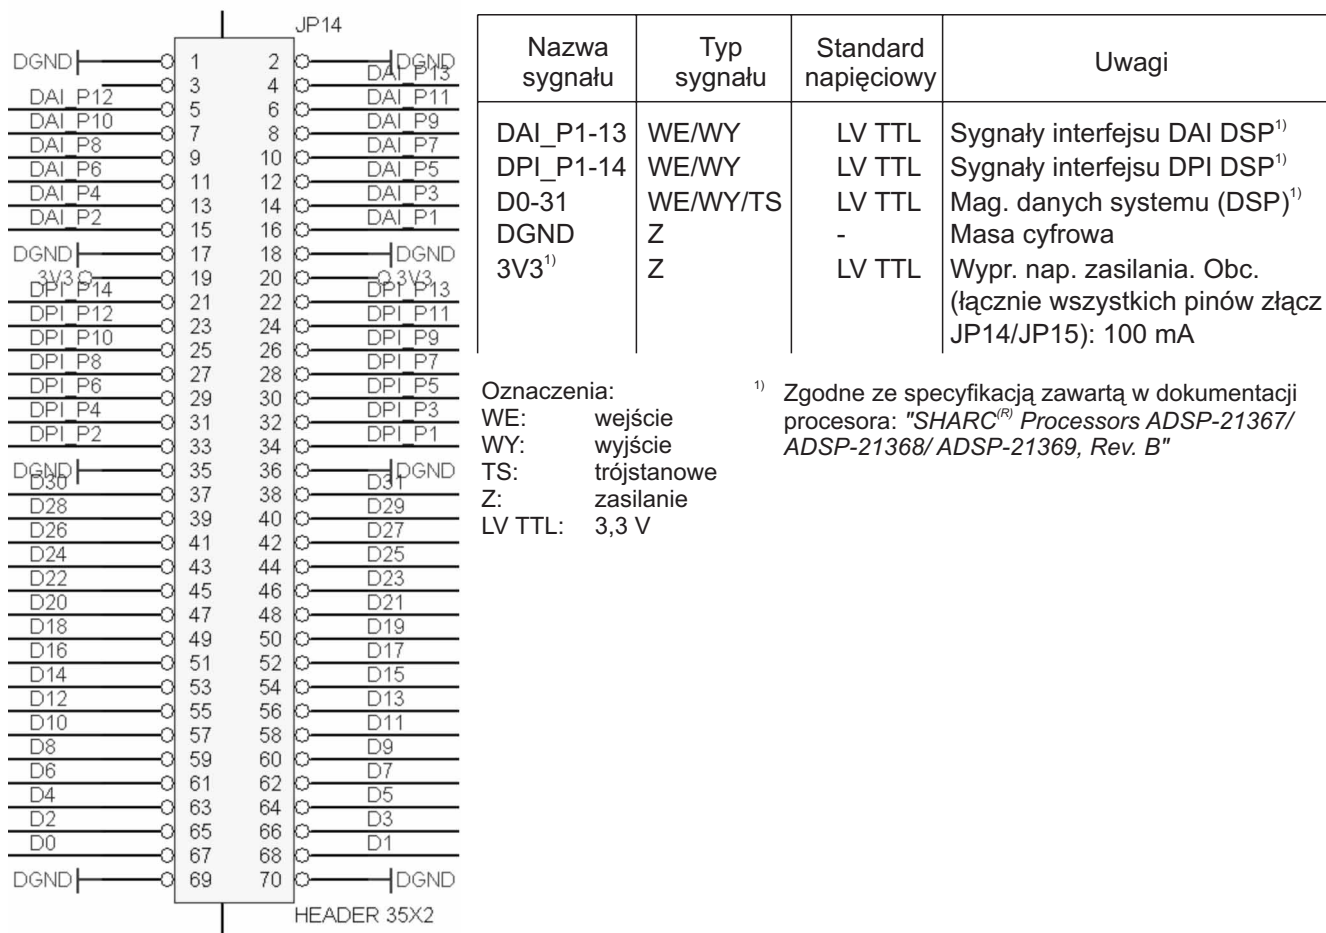 JP14
DGND 1 2 DGND
3 4 DAI_P13
DAI_P12 5 6 DAI_P11
DAI_P10 7 8 DAI_P9
DAI_P8 9 10 DAI_P7
DAI_P6 11 12 DAI_P5
DAI_P4 13 14 DAI_P3
DAI_P2 15 16 DAI_P1
DGND 17 18 DGND
3V3 19 20 3V3
DPI_P14 21 22 DPI_P13
DPI_P12 23 24 DPI_P11
DPI_P10 25 26 DPI_P9
DPI_P8 27 28 DPI_P7
DPI_P6 29 30 DPI_P5
DPI_P4 31 32 DPI_P3
DPI_P2 33 34 DPI_P1
DGND 35 36 DGND
D30 37 38 D31
D28 39 40 D29
D26 41 42 D27
D24 43 44 D25
D22 45 46 D23
D20 47 48 D21
D18 49 50 D19
D16 51 52 D17
D14 53 54 D15
D12 55 56 D13
D10 57 58 D11
D8 59 60 D9
D6 61 62 D7
D4 63 64 D5
D2 65 66 D3
D0 67 68 D1
DGND 69 70 DGND
HEADER 35X2
Nazwa sygnału Typ sygnału Standard napięciowy Uwagi
DAI_P1-13 WE/WY LV TTL Sygnały interfejsu DAI DSP1)
DPI_P1-14 WE/WY LV TTL Sygnały interfejsu DPI DSP1)
D0-31 WE/WY/TS LV TTL Mag. danych systemu (DSP)1)
DGND Z - Masa cyfrowa
3V31) Z LV TTL Wypr. nap. zasilania. Obc.
(łącznie wszystkich pinów złącz
JP14/JP15): 100 mA
Oznaczenia:
WE: wejście
WY: wyjście
TS: trójstanowe
Z: zasilanie
LV TTL: 3,3 V
1) Zgodne ze specyfikacją zawartą w dokumentacji
procesora: "SHARC(R) Processors ADSP-21367/
ADSP-21368/ ADSP-21369, Rev. B"